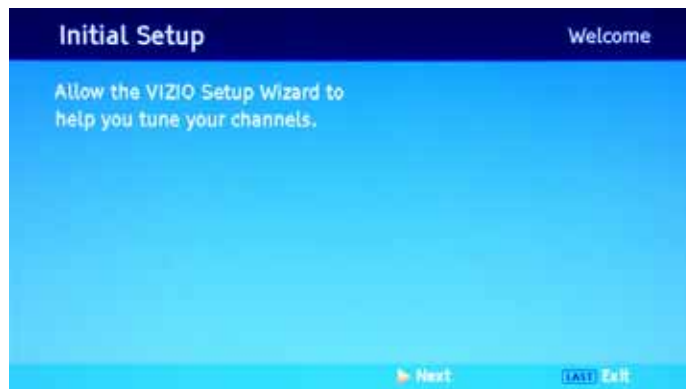 Initial Setup
Welcome
Allow the VIZIO Setup Wizard to
help you tune your channels.
Next
LAST Exit